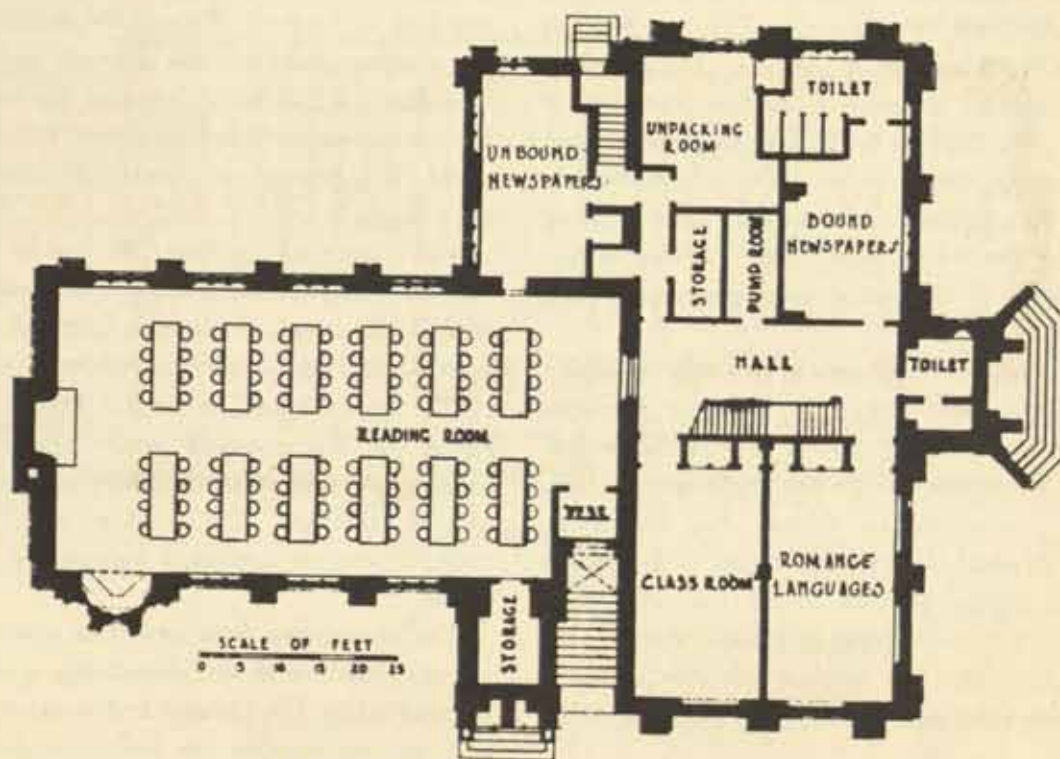 TOILET
UNPACKING
ROOM
UNBOUND
NEWSPAPERS
BOUND
NEWSPAPERS
STORAGE
PUMP ROOM
HALL
TOILET
READING ROOM
VEST.
CLASS ROOM
ROMANCE
LANGUAGES
STORAGE
SCALE OF FEET
0 5 10 15 20 25